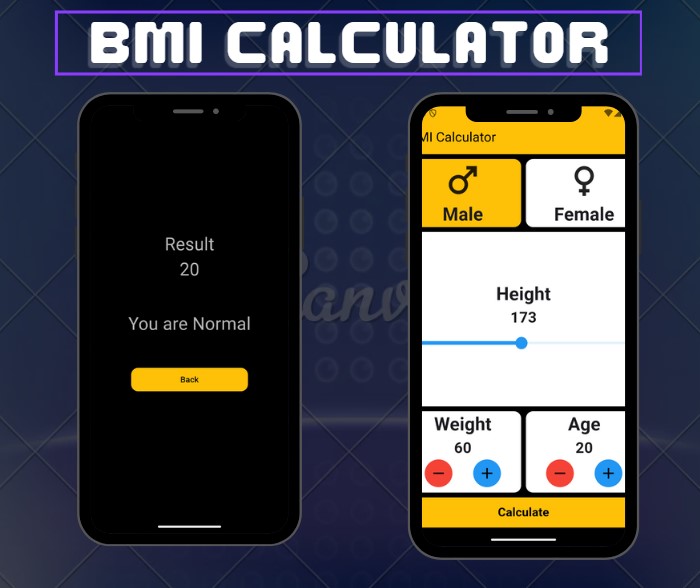 BMI CALCULATOR
Result
20
You are Normal
Back
MI Calculator
Male
Female
Height
173
Weight
60
Age
20
Calculate